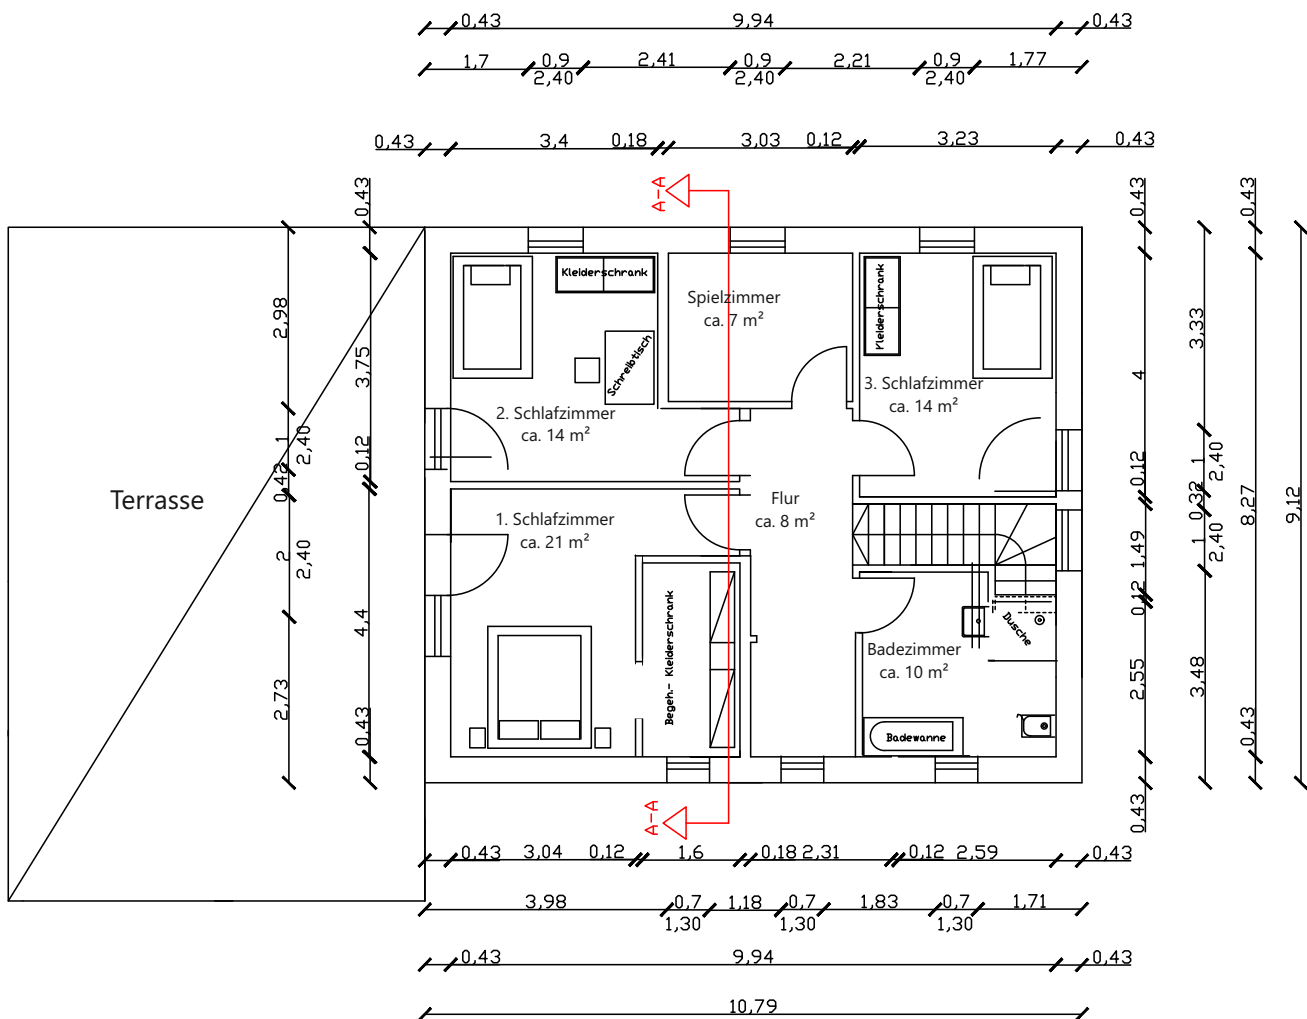 0,43 9,94 0,43
1,7 0,9 2,41 0,9 2,21 0,9 1,77
2,40 2,40 2,40
0,43 3,4 0,18 3,03 0,12 3,23 0,43
A-A
0,43
0,43
0,43
2,98
3,75
1
2,40
0,12
0,42
2
2,40
4,4
2,73
0,43
Terrasse
Kleiderschrank
Schreibtisch
2. Schlafzimmer
ca. 14 m²
Spielzimmer
ca. 7 m²
Kleiderschrank
3. Schlafzimmer
ca. 14 m²
1. Schlafzimmer
ca. 21 m²
Flur
ca. 8 m²
Begeh.- Kleiderschrank
Badezimmer
ca. 10 m²
Dusche
Badewanne
4
0,12
1,49
0,12
2,55
0,43
3,33
1
2,40
0,32
1
2,40
3,48
8,27
0,43
9,12
A-A
0,43 3,04 0,12 1,6 0,18 2,31 0,12 2,59 0,43
3,98 0,7 1,18 0,7 1,83 0,7 1,71
1,30 1,30 1,30
0,43 9,94 0,43
10,79